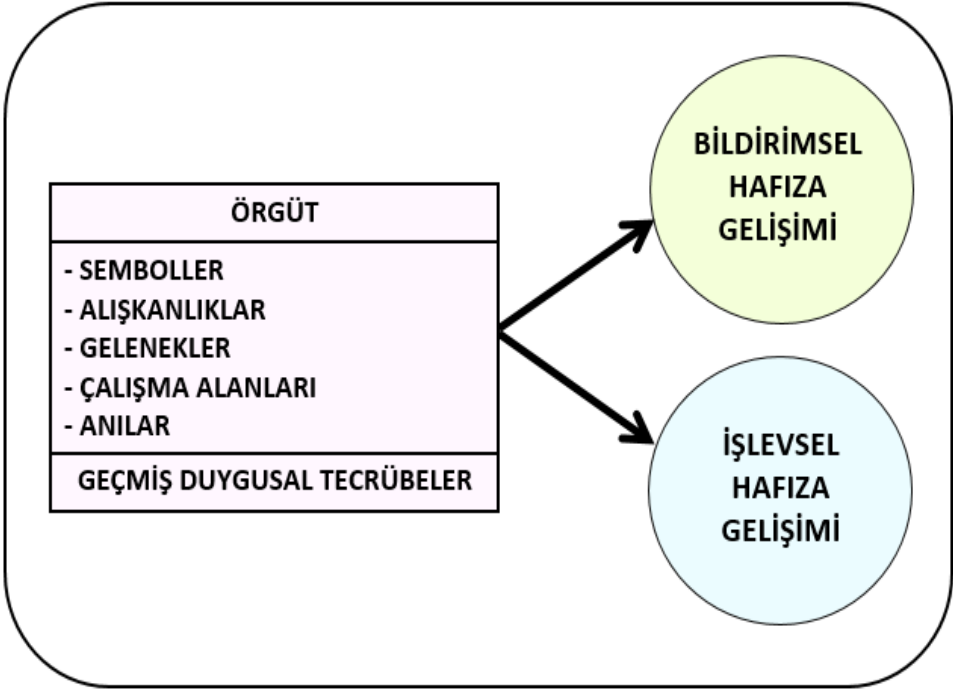 ÖRGÜT
- SEMBOLLER
- ALIŞKANLIKLAR
- GELENEKLER
- ÇALIŞMA ALANLARI
- ANILAR
GEÇMİŞ DUYGUSAL TECRÜBELER
BİLDİRİMSEL
HAFIZA
GELİŞİMİ
İŞLEVSEL
HAFIZA
GELİŞİMİ